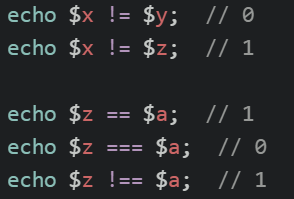 echo $x != $y;  // 0
echo $x != $z;  // 1
echo $z == $a;  // 1
echo $z === $a;  // 0
echo $z !== $a;  // 1